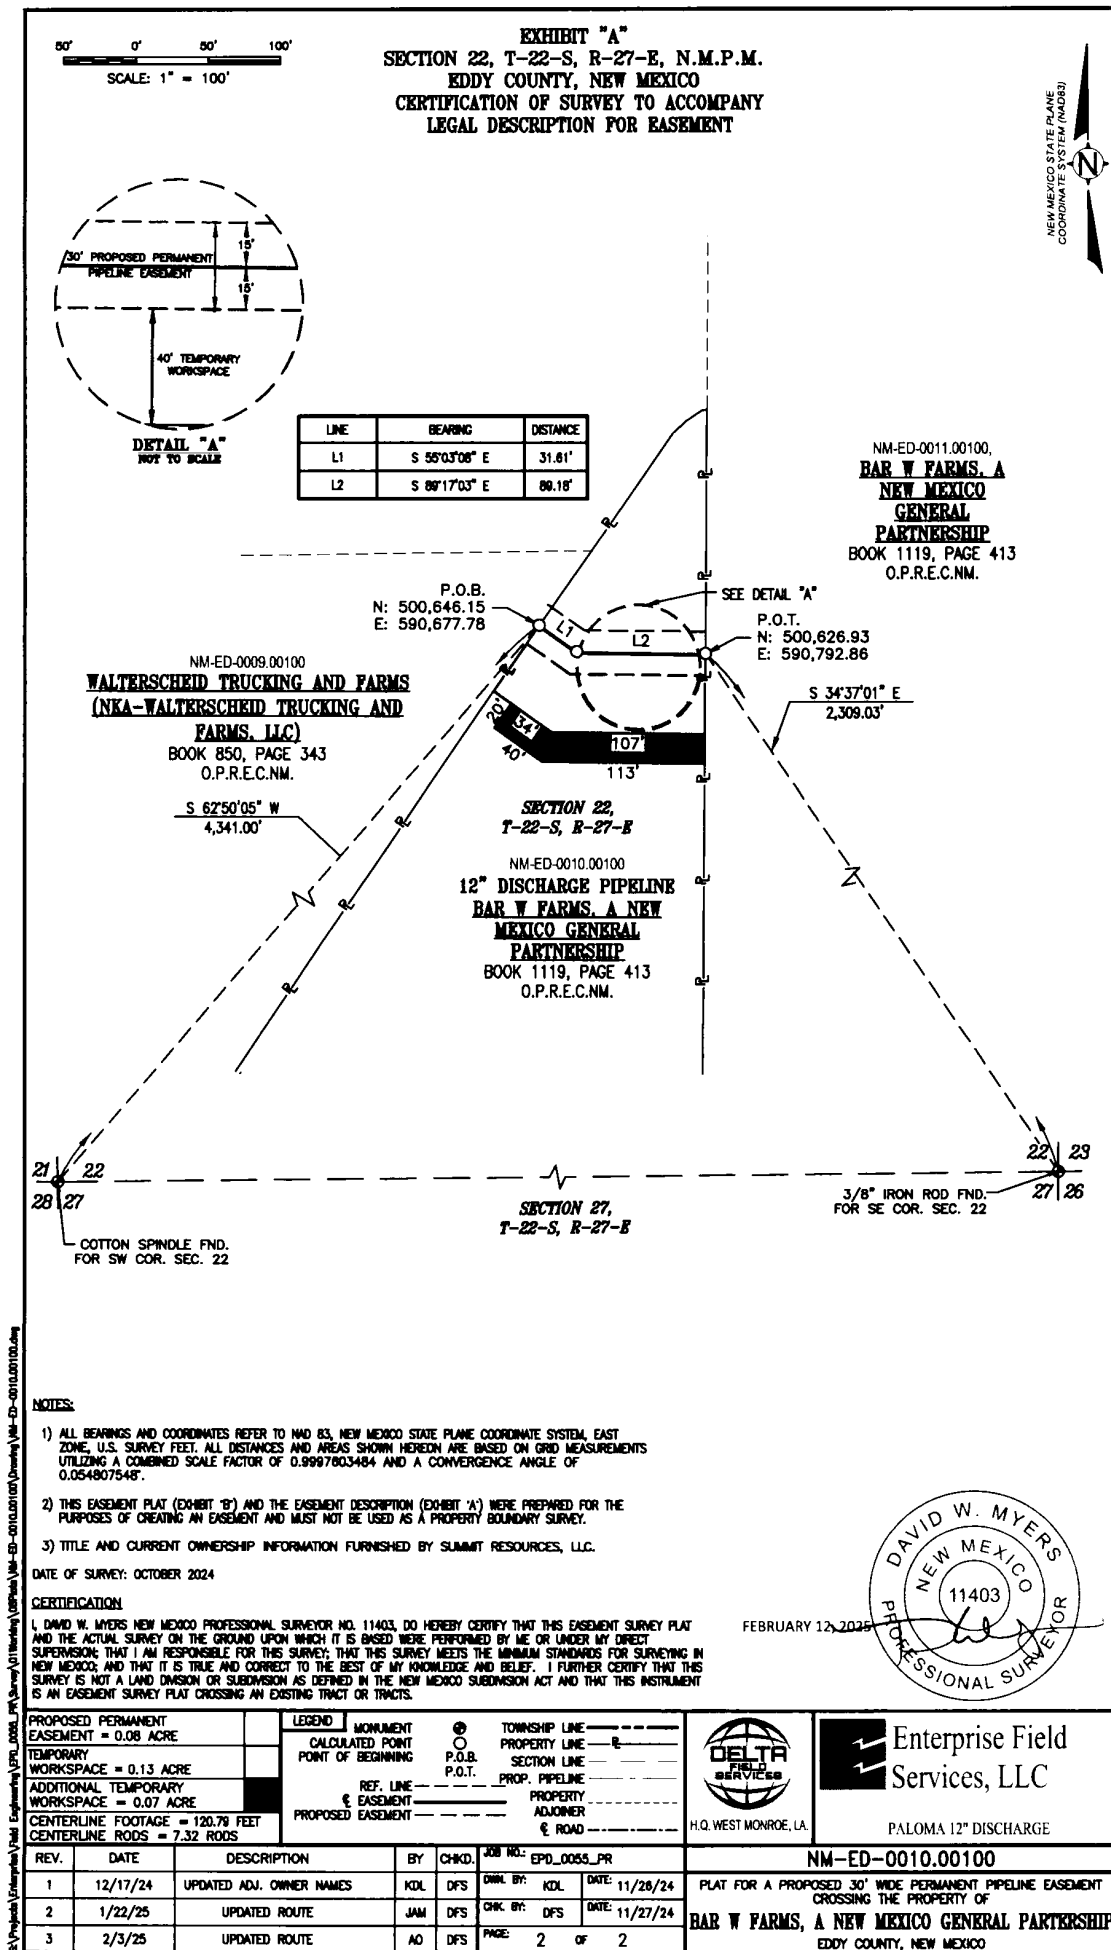 EXHIBIT "A"
SECTION 22, T-22-S, R-27-E, N.M.P.M.
EDDY COUNTY, NEW MEXICO
CERTIFICATION OF SURVEY TO ACCOMPANY
LEGAL DESCRIPTION FOR EASEMENT
50' 0' 50' 100'
SCALE: 1" = 100'
NEW MEXICO STATE PLANE
COORDINATE SYSTEM (NAD83)
N
30' PROPOSED PERMANENT
PIPELINE EASEMENT
15'
15'
40' TEMPORARY
WORKSPACE
DETAIL "A"
NOT TO SCALE
LINE BEARING DISTANCE
L1 S 55°03'08" E 31.61'
L2 S 89°17'03" E 89.18'
NM-ED-0011.00100,
BAR W FARMS, A
NEW MEXICO
GENERAL
PARTNERSHIP
BOOK 1119, PAGE 413
O.P.R.E.C.NM.
P.O.B.
N: 500,646.15
E: 590,677.78
SEE DETAIL "A"
P.O.T.
N: 500,626.93
E: 590,792.86
L1
L2
NM-ED-0009.00100
WALTERSCHEID TRUCKING AND FARMS
(NKA-WALTERSCHEID TRUCKING AND
FARMS, LLC)
BOOK 850, PAGE 343
O.P.R.E.C.NM.
S 34°37'01" E
2,309.03'
20'
34'
40'
107'
113'
S 62°50'05" W
4,341.00'
SECTION 22,
T-22-S, R-27-E
NM-ED-0010.00100
12" DISCHARGE PIPELINE
BAR W FARMS, A NEW
MEXICO GENERAL
PARTNERSHIP
BOOK 1119, PAGE 413
O.P.R.E.C.NM.
21 22
28 27
22 23
27 26
3/8" IRON ROD FND.
FOR SE COR. SEC. 22
SECTION 27,
T-22-S, R-27-E
COTTON SPINDLE FND.
FOR SW COR. SEC. 22
NOTES:
1) ALL BEARINGS AND COORDINATES REFER TO NAD 83, NEW MEXICO STATE PLANE COORDINATE SYSTEM, EAST
ZONE, U.S. SURVEY FEET. ALL DISTANCES AND AREAS SHOWN HEREON ARE BASED ON GRID MEASUREMENTS
UTILIZING A COMBINED SCALE FACTOR OF 0.9997603484 AND A CONVERGENCE ANGLE OF
0.054807548°.
2) THIS EASEMENT PLAT (EXHIBIT 'B') AND THE EASEMENT DESCRIPTION (EXHIBIT 'A') WERE PREPARED FOR THE
PURPOSES OF CREATING AN EASEMENT AND MUST NOT BE USED AS A PROPERTY BOUNDARY SURVEY.
3) TITLE AND CURRENT OWNERSHIP INFORMATION FURNISHED BY SUMMIT RESOURCES, LLC.
DATE OF SURVEY: OCTOBER 2024
CERTIFICATION
I, DAVID W. MYERS NEW MEXICO PROFESSIONAL SURVEYOR NO. 11403, DO HEREBY CERTIFY THAT THIS EASEMENT SURVEY PLAT
AND THE ACTUAL SURVEY ON THE GROUND UPON WHICH IT IS BASED WERE PERFORMED BY ME OR UNDER MY DIRECT
SUPERVISION; THAT I AM RESPONSIBLE FOR THIS SURVEY; THAT THIS SURVEY MEETS THE MINIMUM STANDARDS FOR SURVEYING IN
NEW MEXICO; AND THAT IT IS TRUE AND CORRECT TO THE BEST OF MY KNOWLEDGE AND BELIEF. I FURTHER CERTIFY THAT THIS
SURVEY IS NOT A LAND DIVISION OR SUBDIVISION AS DEFINED IN THE NEW MEXICO SUBDIVISION ACT AND THAT THIS INSTRUMENT
IS AN EASEMENT SURVEY PLAT CROSSING AN EXISTING TRACT OR TRACTS.
FEBRUARY 12, 2025
DAVID W. MYERS
NEW MEXICO
11403
PROFESSIONAL SURVEYOR
PROPOSED PERMANENT
EASEMENT = 0.08 ACRE
TEMPORARY
WORKSPACE = 0.13 ACRE
ADDITIONAL TEMPORARY
WORKSPACE = 0.07 ACRE
CENTERLINE FOOTAGE = 120.79 FEET
CENTERLINE RODS = 7.32 RODS
LEGEND
MONUMENT
CALCULATED POINT
POINT OF BEGINNING P.O.B.
P.O.T.
REF. LINE
℄ EASEMENT
PROPOSED EASEMENT
TOWNSHIP LINE
PROPERTY LINE
SECTION LINE
PROP. PIPELINE
PROPERTY
ADJOINER
℄ ROAD
DELTA
FIELD
SERVICES
H.Q. WEST MONROE, LA.
Enterprise Field
Services, LLC
PALOMA 12" DISCHARGE
REV. DATE DESCRIPTION BY CHKD.
1 12/17/24 UPDATED ADJ. OWNER NAMES KDL DFS
2 1/22/25 UPDATED ROUTE JAM DFS
3 2/3/25 UPDATED ROUTE AO DFS
JOB NO.: EPD_0055_PR
DWN. BY: KDL DATE: 11/26/24
CHK. BY: DFS DATE: 11/27/24
PAGE: 2 OF 2
NM-ED-0010.00100
PLAT FOR A PROPOSED 30' WIDE PERMANENT PIPELINE EASEMENT
CROSSING THE PROPERTY OF
BAR W FARMS, A NEW MEXICO GENERAL PARTKERSHIP
EDDY COUNTY, NEW MEXICO